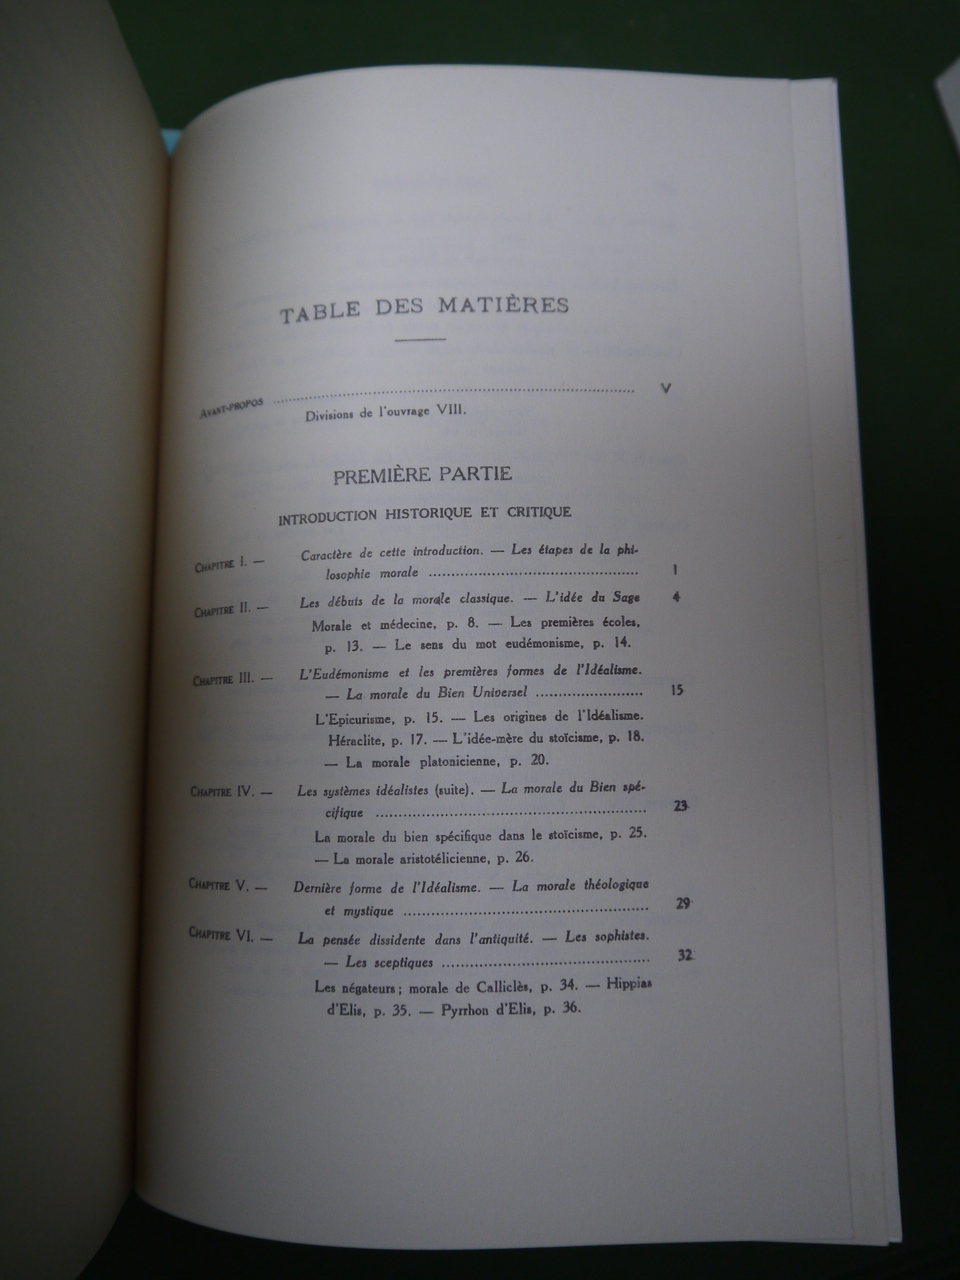 TABLE DES MATIÈRES
AVANT-PROPOS .......... V
Divisions de l'ouvrage VIII.
PREMIÈRE PARTIE
INTRODUCTION HISTORIQUE ET CRITIQUE
CHAPITRE I. — Caractère de cette introduction. — Les étapes de la phi-
losophie morale .......... 1
CHAPITRE II. — Les débuts de la morale classique. — L'idée du Sage 4
Morale et médecine, p. 8. — Les premières écoles,
p. 13. — Le sens du mot eudémonisme, p. 14.
CHAPITRE III. — L'Eudémonisme et les premières formes de l'Idéalisme.
— La morale du Bien Universel .......... 15
L'Epicurisme, p. 15. — Les origines de l'Idéalisme.
Héraclite, p. 17. — L'idée-mère du stoïcisme, p. 18.
— La morale platonicienne, p. 20.
CHAPITRE IV. — Les systèmes idéalistes (suite). — La morale du Bien spé-
cifique .......... 23
La morale du bien spécifique dans le stoïcisme, p. 25.
— La morale aristotélicienne, p. 26.
CHAPITRE V. — Dernière forme de l'Idéalisme. — La morale théologique
et mystique .......... 29
CHAPITRE VI. — La pensée dissidente dans l'antiquité. — Les sophistes.
— Les sceptiques .......... 32
Les négateurs ; morale de Calliclès, p. 34. — Hippias
d'Elis, p. 35. — Pyrrhon d'Elis, p. 36.